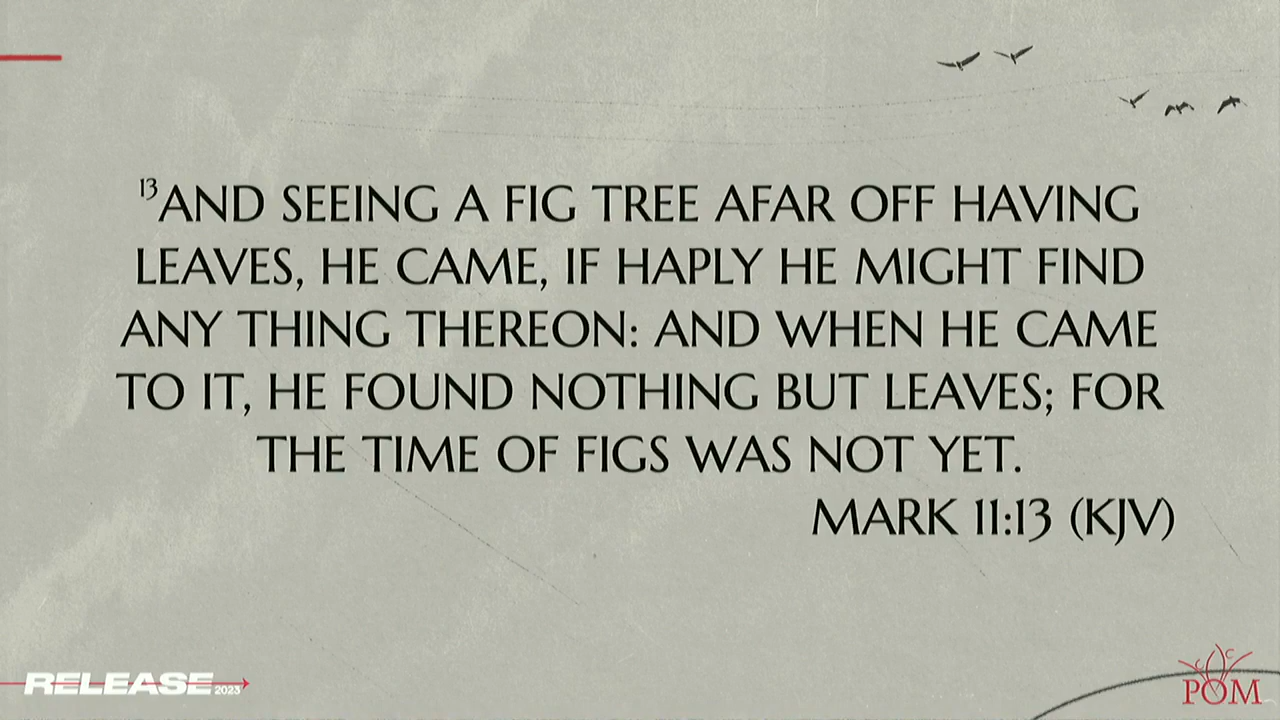 ¹³AND SEEING A FIG TREE AFAR OFF HAVING
LEAVES, HE CAME, IF HAPLY HE MIGHT FIND
ANY THING THEREON: AND WHEN HE CAME
TO IT, HE FOUND NOTHING BUT LEAVES; FOR
THE TIME OF FIGS WAS NOT YET.
MARK 11:13 (KJV)
RELEASE 2023
POM